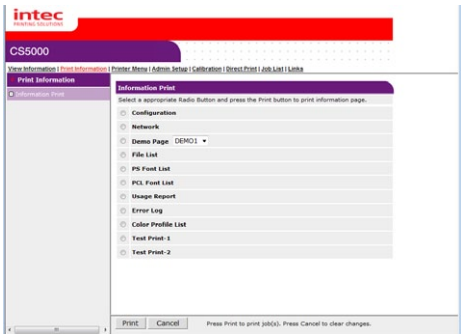 intec
PRINTING SOLUTIONS
CS5000
View Information | Print Information | Printer Menu | Admin Setup | Calibration | Direct Print | Job List | Links
Print Information
Information Print
Information Print
Select a appropriate Radio Button and press the Print button to print information page.
Configuration
Network
Demo Page DEMO1
File List
PS Font List
PCL Font List
Usage Report
Error Log
Color Profile List
Test Print-1
Test Print-2
Print Cancel Press Print to print job(s). Press Cancel to clear changes.